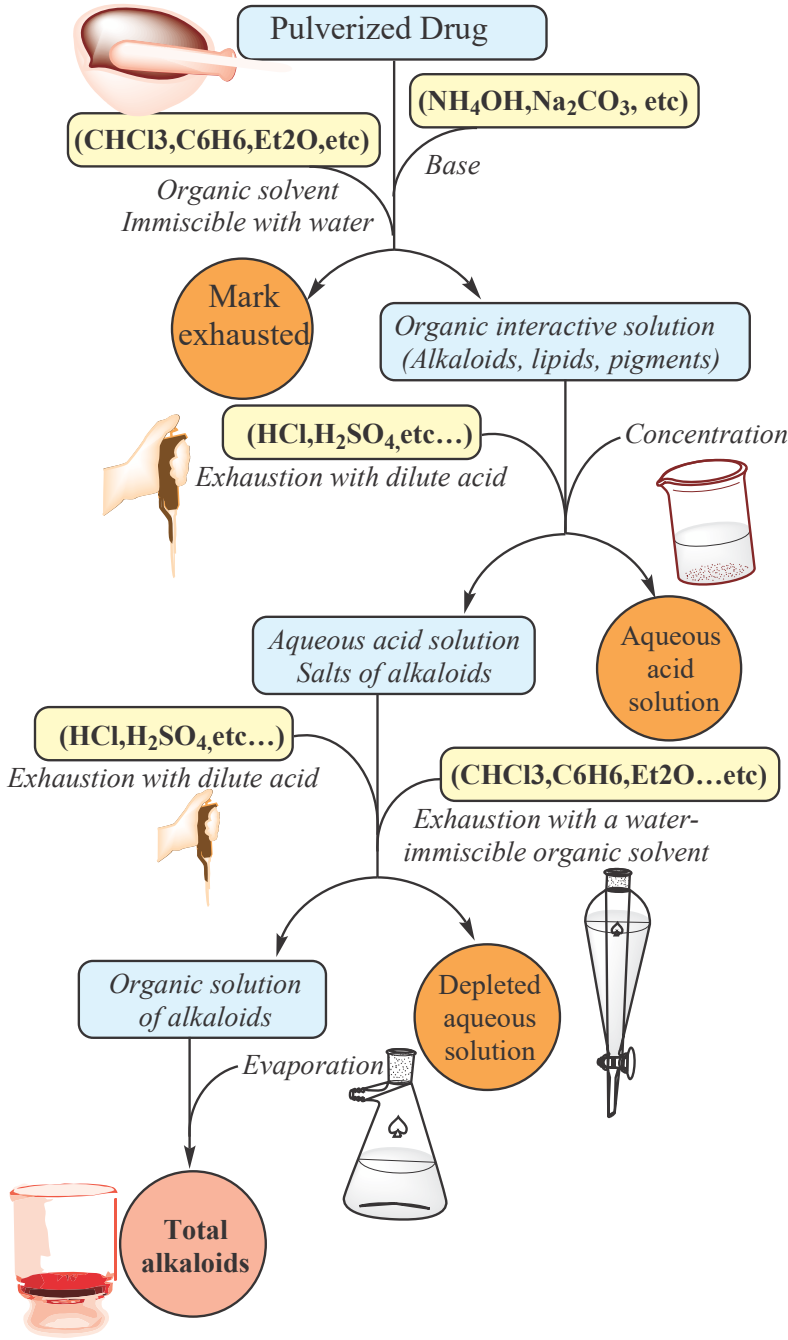 Pulverized Drug
(NH₄OH,Na₂CO₃, etc)
(CHCl3,C6H6,Et2O,etc)
Base
Organic solvent
Immiscible with water
Mark
exhausted
Organic interactive solution
(Alkaloids, lipids, pigments)
(HCl,H₂SO₄,etc…)
Concentration
Exhaustion with dilute acid
Aqueous acid solution
Salts of alkaloids
Aqueous
acid
solution
(HCl,H₂SO₄,etc…)
Exhaustion with dilute acid
(CHCl3,C6H6,Et2O…etc)
Exhaustion with a water-
immiscible organic solvent
Organic solution
of alkaloids
Depleted
aqueous
solution
Evaporation
Total
alkaloids